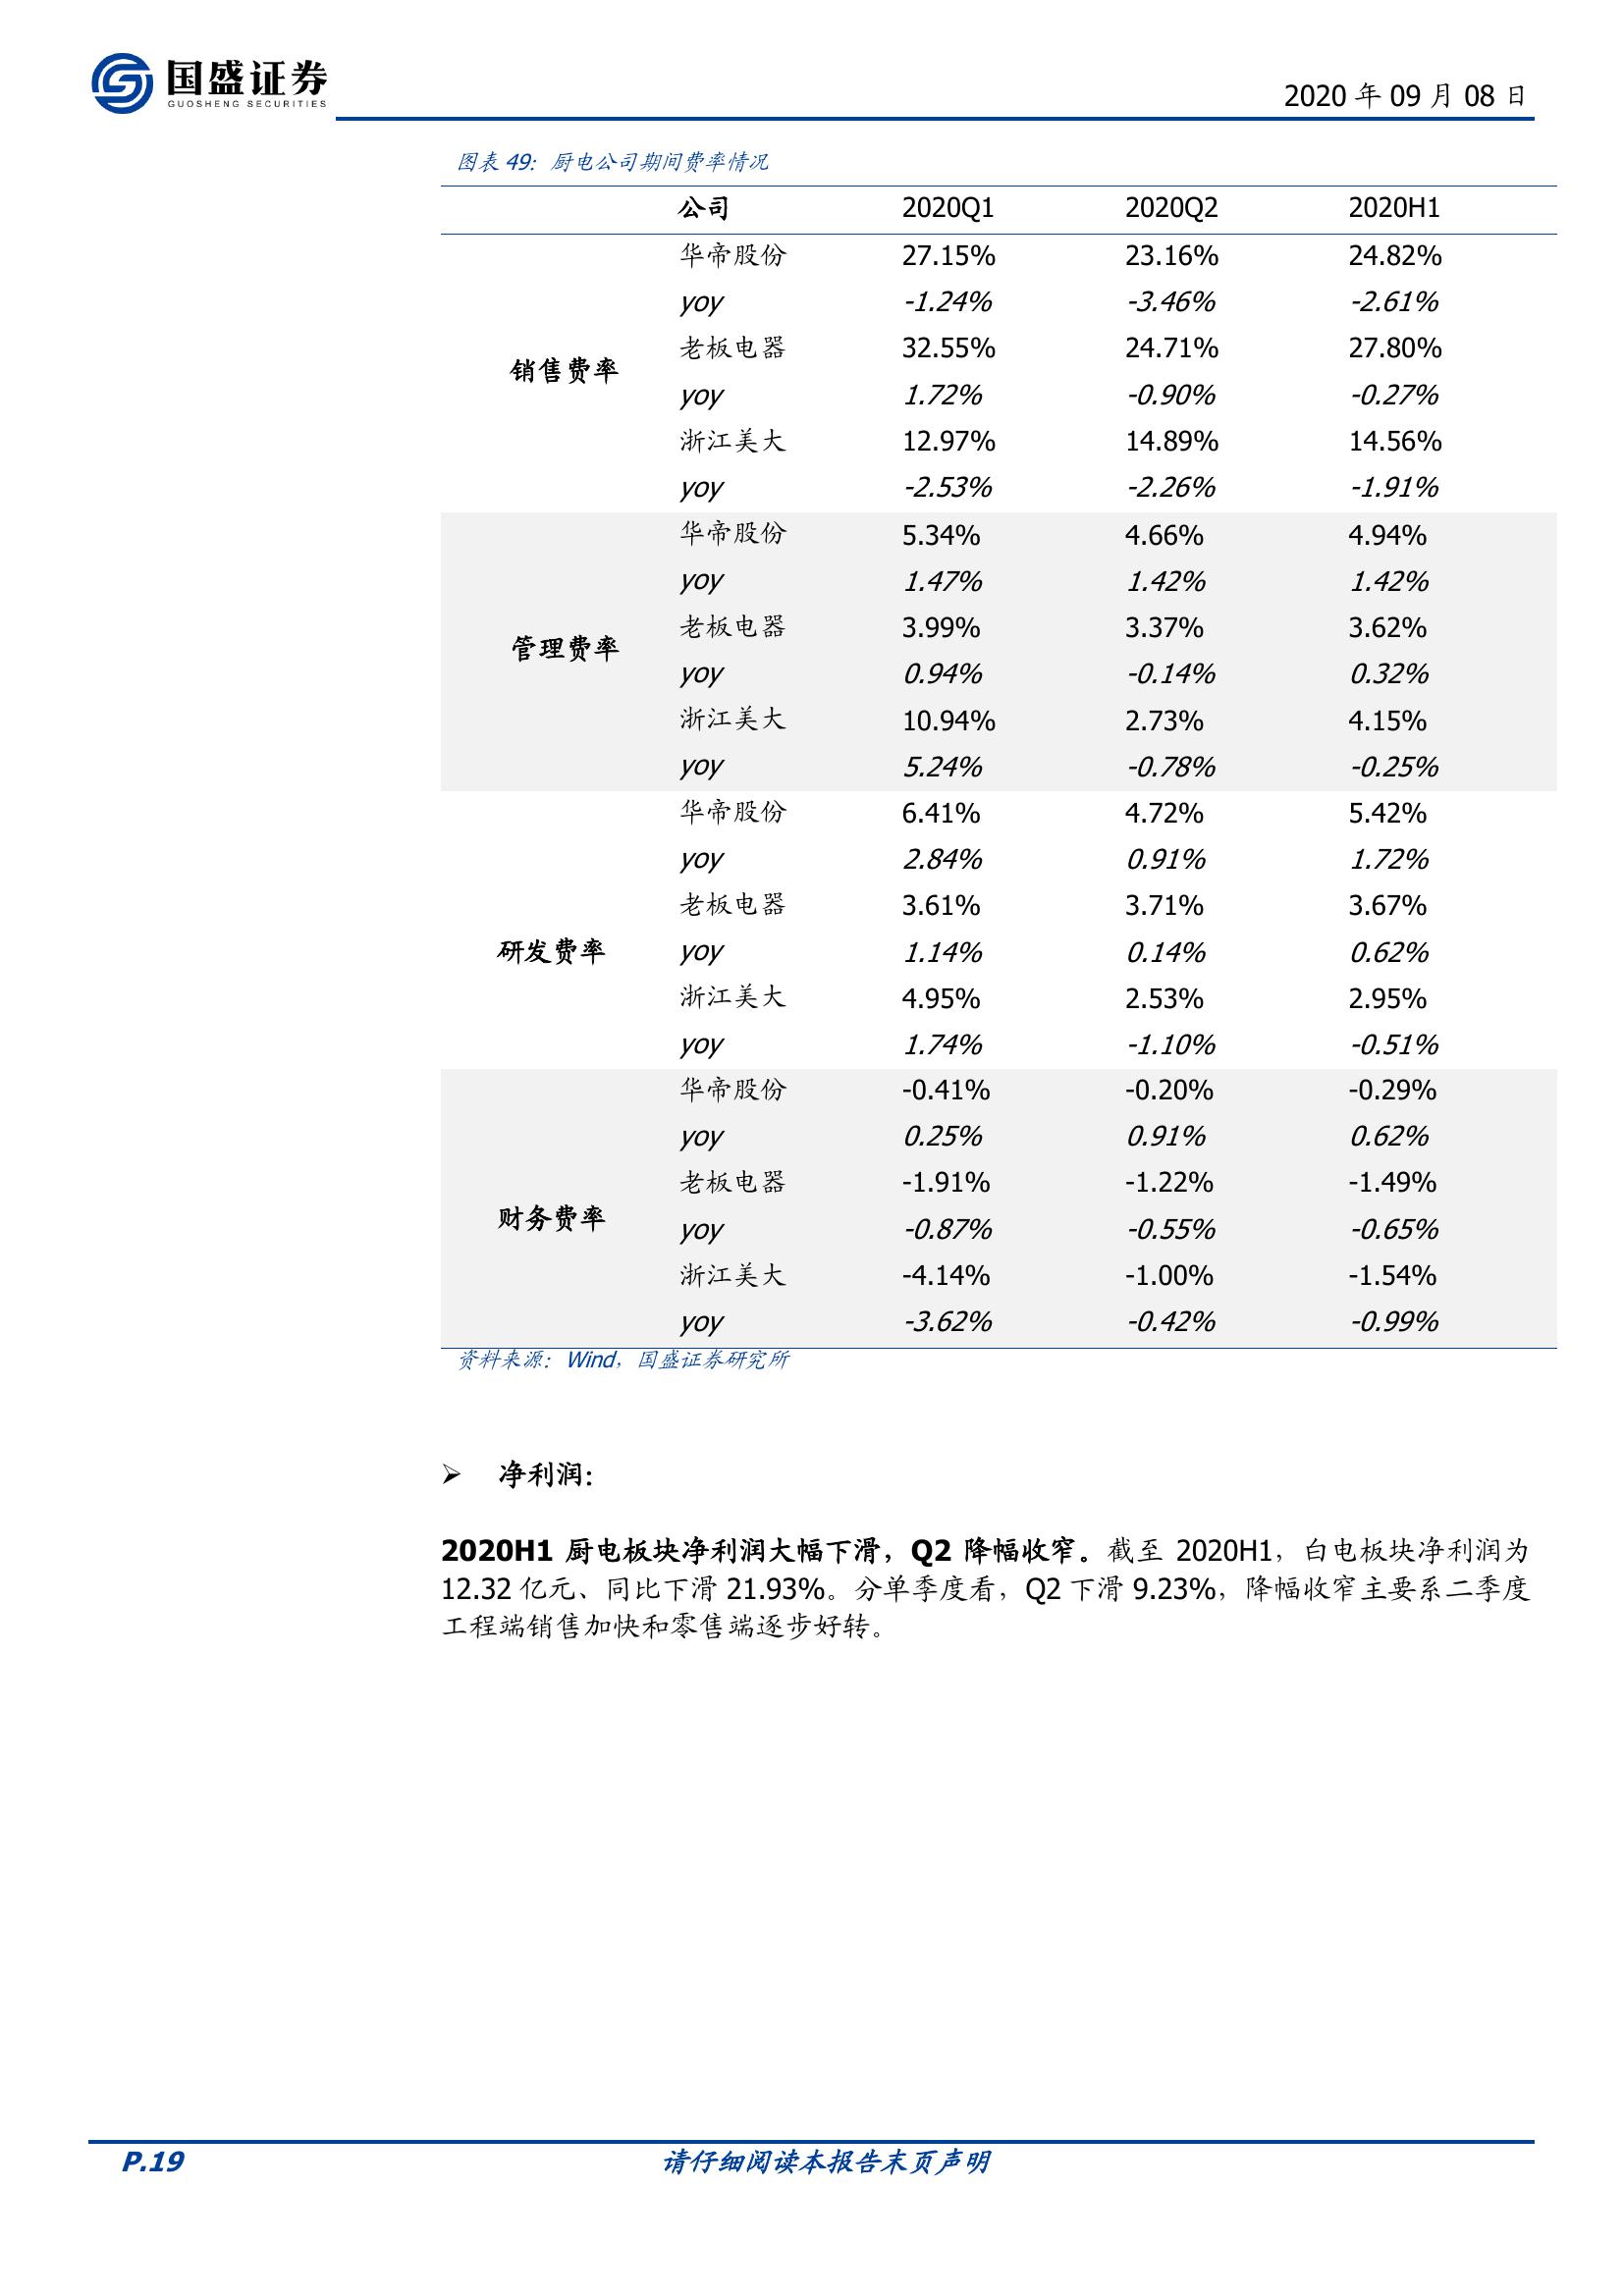 国盛证券
GUOSHENG SECURITIES
2020 年 09 月 08 日
图表 49：厨电公司期间费率情况
公司 2020Q1 2020Q2 2020H1
销售费率
华帝股份 27.15% 23.16% 24.82%
yoy -1.24% -3.46% -2.61%
老板电器 32.55% 24.71% 27.80%
yoy 1.72% -0.90% -0.27%
浙江美大 12.97% 14.89% 14.56%
yoy -2.53% -2.26% -1.91%
管理费率
华帝股份 5.34% 4.66% 4.94%
yoy 1.47% 1.42% 1.42%
老板电器 3.99% 3.37% 3.62%
yoy 0.94% -0.14% 0.32%
浙江美大 10.94% 2.73% 4.15%
yoy 5.24% -0.78% -0.25%
研发费率
华帝股份 6.41% 4.72% 5.42%
yoy 2.84% 0.91% 1.72%
老板电器 3.61% 3.71% 3.67%
yoy 1.14% 0.14% 0.62%
浙江美大 4.95% 2.53% 2.95%
yoy 1.74% -1.10% -0.51%
财务费率
华帝股份 -0.41% -0.20% -0.29%
yoy 0.25% 0.91% 0.62%
老板电器 -1.91% -1.22% -1.49%
yoy -0.87% -0.55% -0.65%
浙江美大 -4.14% -1.00% -1.54%
yoy -3.62% -0.42% -0.99%
资料来源：Wind，国盛证券研究所
➢ 净利润：
2020H1 厨电板块净利润大幅下滑，Q2 降幅收窄。截至 2020H1，白电板块净利润为
12.32 亿元、同比下滑 21.93%。分单季度看，Q2 下滑 9.23%，降幅收窄主要系二季度
工程端销售加快和零售端逐步好转。
P.19 请仔细阅读本报告末页声明